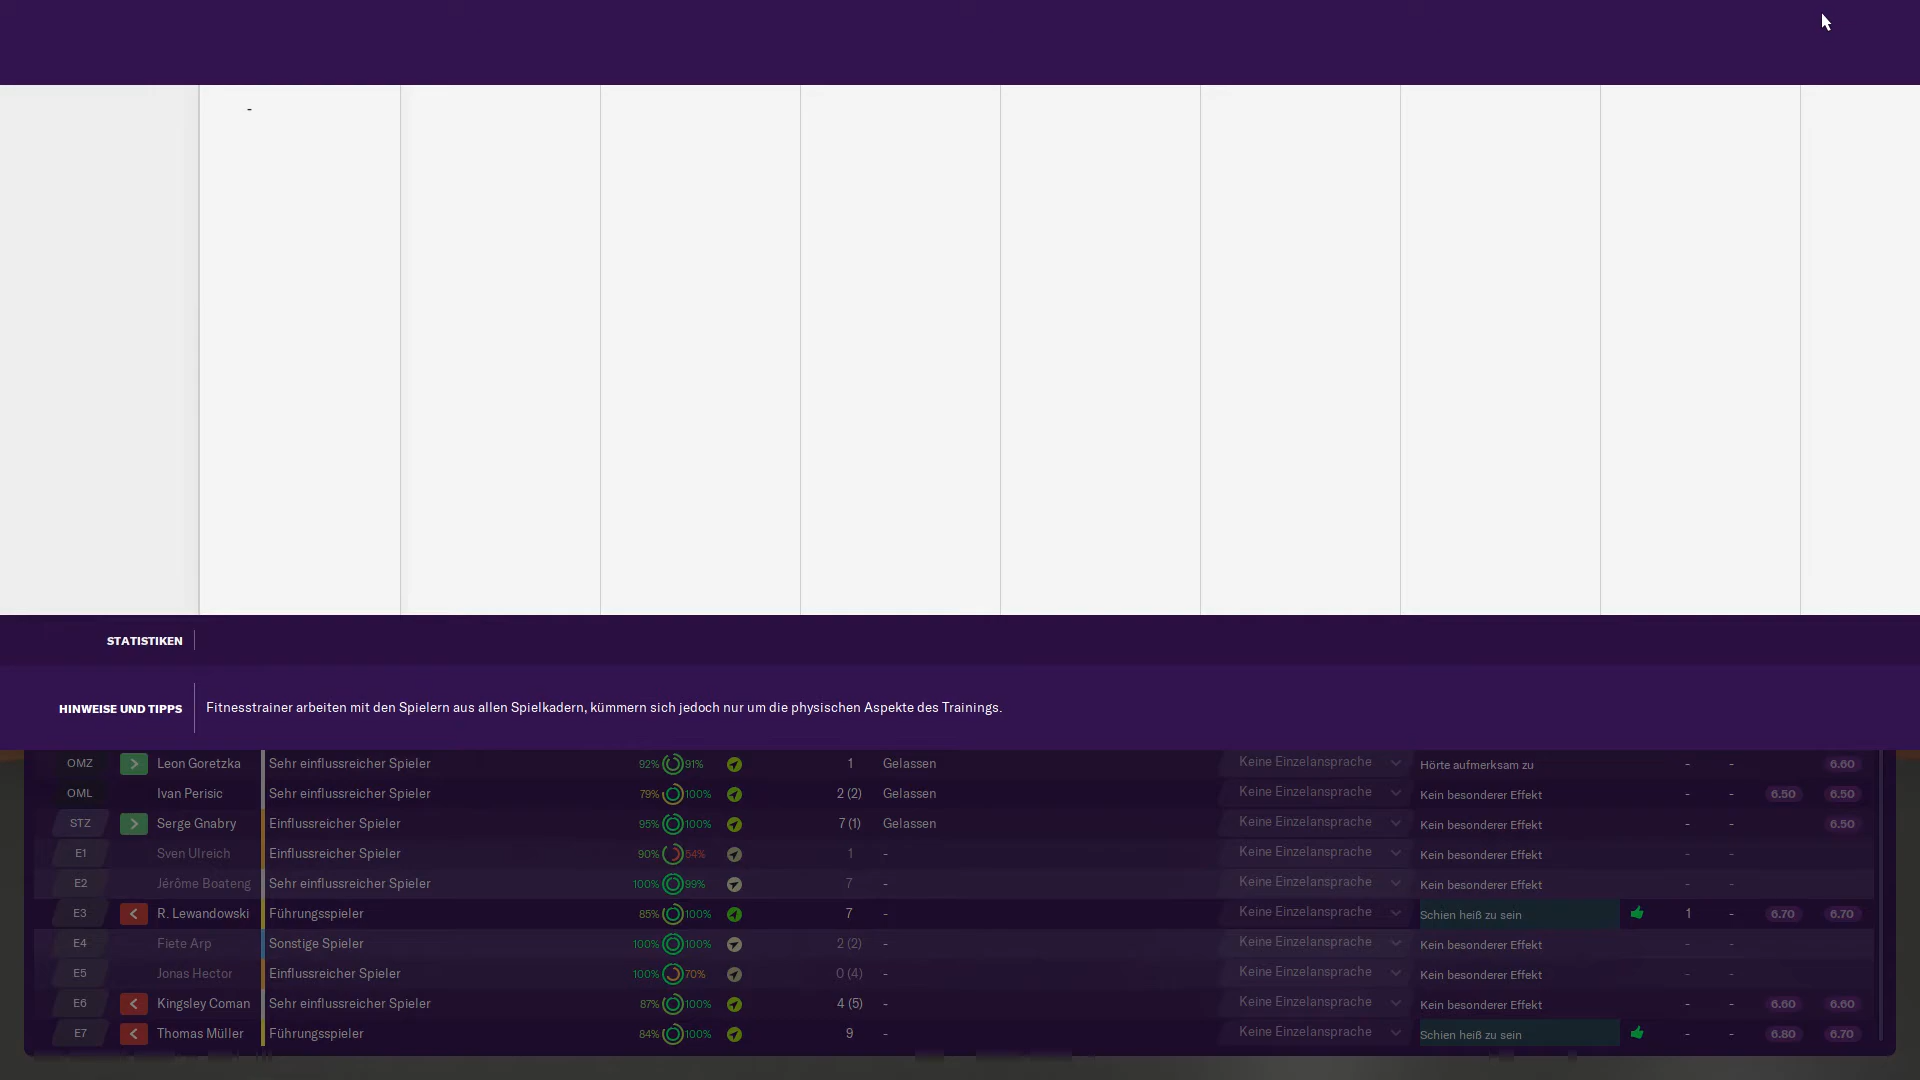 -
STATISTIKEN
HINWEISE UND TIPPS Fitnesstrainer arbeiten mit den Spielern aus allen Spielkadern, kümmern sich jedoch nur um die physischen Aspekte des Trainings.
OMZ Leon Goretzka Sehr einflussreicher Spieler 92% 91% 1 Gelassen Keine Einzelansprache Hörte aufmerksam zu - - 6.60
OML Ivan Perisic Sehr einflussreicher Spieler 79% 100% 2 (2) Gelassen Keine Einzelansprache Kein besonderer Effekt - - 6.50 6.50
STZ Serge Gnabry Einflussreicher Spieler 95% 100% 7 (1) Gelassen Keine Einzelansprache Kein besonderer Effekt - - 6.50
E1 Sven Ulreich Einflussreicher Spieler 90% 54% 1 - Keine Einzelansprache Kein besonderer Effekt - -
E2 Jérôme Boateng Sehr einflussreicher Spieler 100% 99% 7 - Keine Einzelansprache Kein besonderer Effekt - -
E3 R. Lewandowski Führungsspieler 85% 100% 7 - Keine Einzelansprache Schien heiß zu sein 1 - 6.70 6.70
E4 Fiete Arp Sonstige Spieler 100% 100% 2 (2) - Keine Einzelansprache Kein besonderer Effekt - -
E5 Jonas Hector Einflussreicher Spieler 100% 70% 0 (4) - Keine Einzelansprache Kein besonderer Effekt - -
E6 Kingsley Coman Sehr einflussreicher Spieler 87% 100% 4 (5) - Keine Einzelansprache Kein besonderer Effekt - - 6.60 6.60
E7 Thomas Müller Führungsspieler 84% 100% 9 - Keine Einzelansprache Schien heiß zu sein - - 6.80 6.70